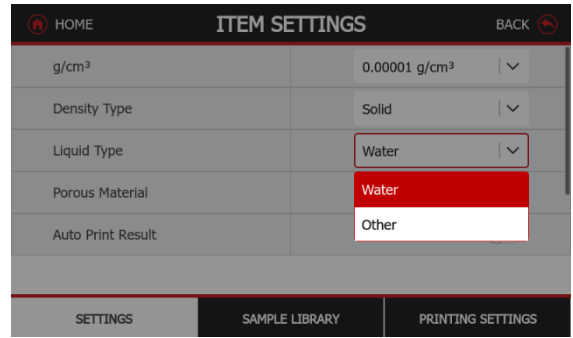 HOME
ITEM SETTINGS
BACK
g/cm³
0.00001 g/cm³
Density Type
Solid
Liquid Type
Water
Porous Material
Water
Other
Auto Print Result
SETTINGS
SAMPLE LIBRARY
PRINTING SETTINGS